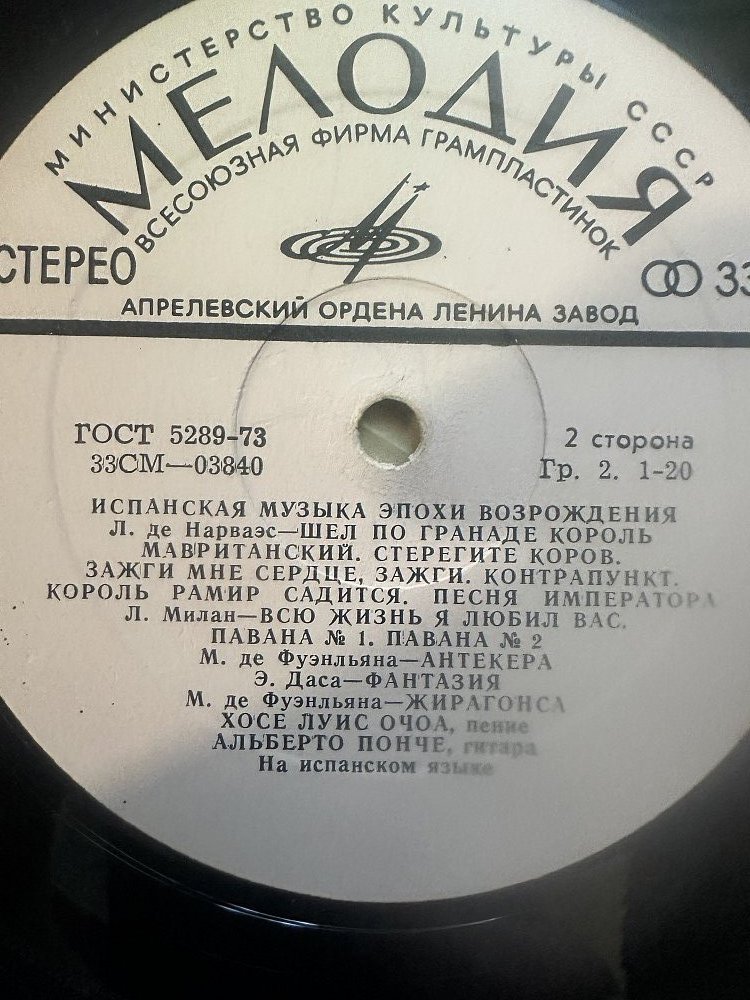 МИНИСТЕРСТВО КУЛЬТУРЫ СССР
МЕЛОДИЯ
ВСЕСОЮЗНАЯ ФИРМА ГРАМПЛАСТИНОК
СТЕРЕО
33
АПРЕЛЕВСКИЙ ОРДЕНА ЛЕНИНА ЗАВОД
ГОСТ 5289-73
2 сторона
33СМ—03840
Гр. 2. 1-20
ИСПАНСКАЯ МУЗЫКА ЭПОХИ ВОЗРОЖДЕНИЯ
Л. де Нарваэс—ШЕЛ ПО ГРАНАДЕ КОРОЛЬ
МАВРИТАНСКИЙ. СТЕРЕГИТЕ КОРОВ.
ЗАЖГИ МНЕ СЕРДЦЕ, ЗАЖГИ. КОНТРАПУНКТ.
КОРОЛЬ РАМИР САДИТСЯ. ПЕСНЯ ИМПЕРАТОРА
Л. Милан—ВСЮ ЖИЗНЬ Я ЛЮБИЛ ВАС.
ПАВАНА № 1. ПАВАНА № 2
М. де Фуэнльяна—АНТЕКЕРА
Э. Даса—ФАНТАЗИЯ
М. де Фуэнльяна—ЖИРАГОНСА
ХОСЕ ЛУИС ОЧОА, пение
АЛЬБЕРТО ПОНЧЕ, гитара
На испанском языке